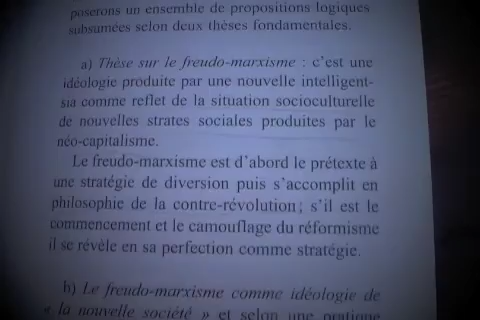 poserons un ensemble de propositions logiques
subsumées selon deux thèses fondamentales.
a) Thèse sur le freudo-marxisme : c'est une
idéologie produite par une nouvelle intelligent-
sia comme reflet de la situation socioculturelle
de nouvelles strates sociales produites par le
néo-capitalisme.
Le freudo-marxisme est d'abord le prétexte à
une stratégie de diversion puis s'accomplit en
philosophie de la contre-révolution ; s'il est le
commencement et le camouflage du réformisme
il se révèle en sa perfection comme stratégie.
b) Le freudo-marxisme comme idéologie de
« la nouvelle société » et selon une pratique